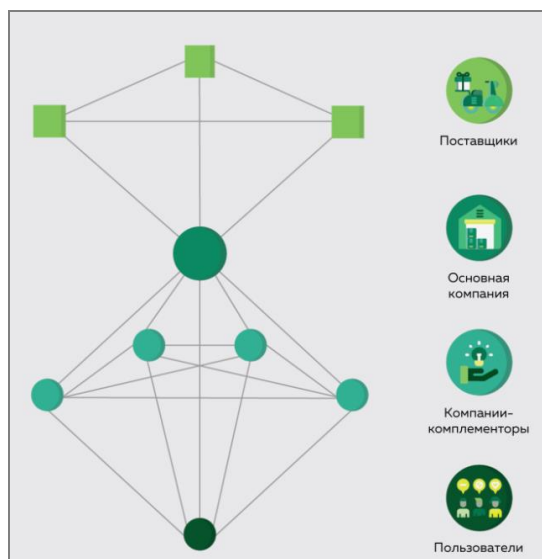 Поставщики
Основная
компания
Компании-
комплементоры
Пользователи